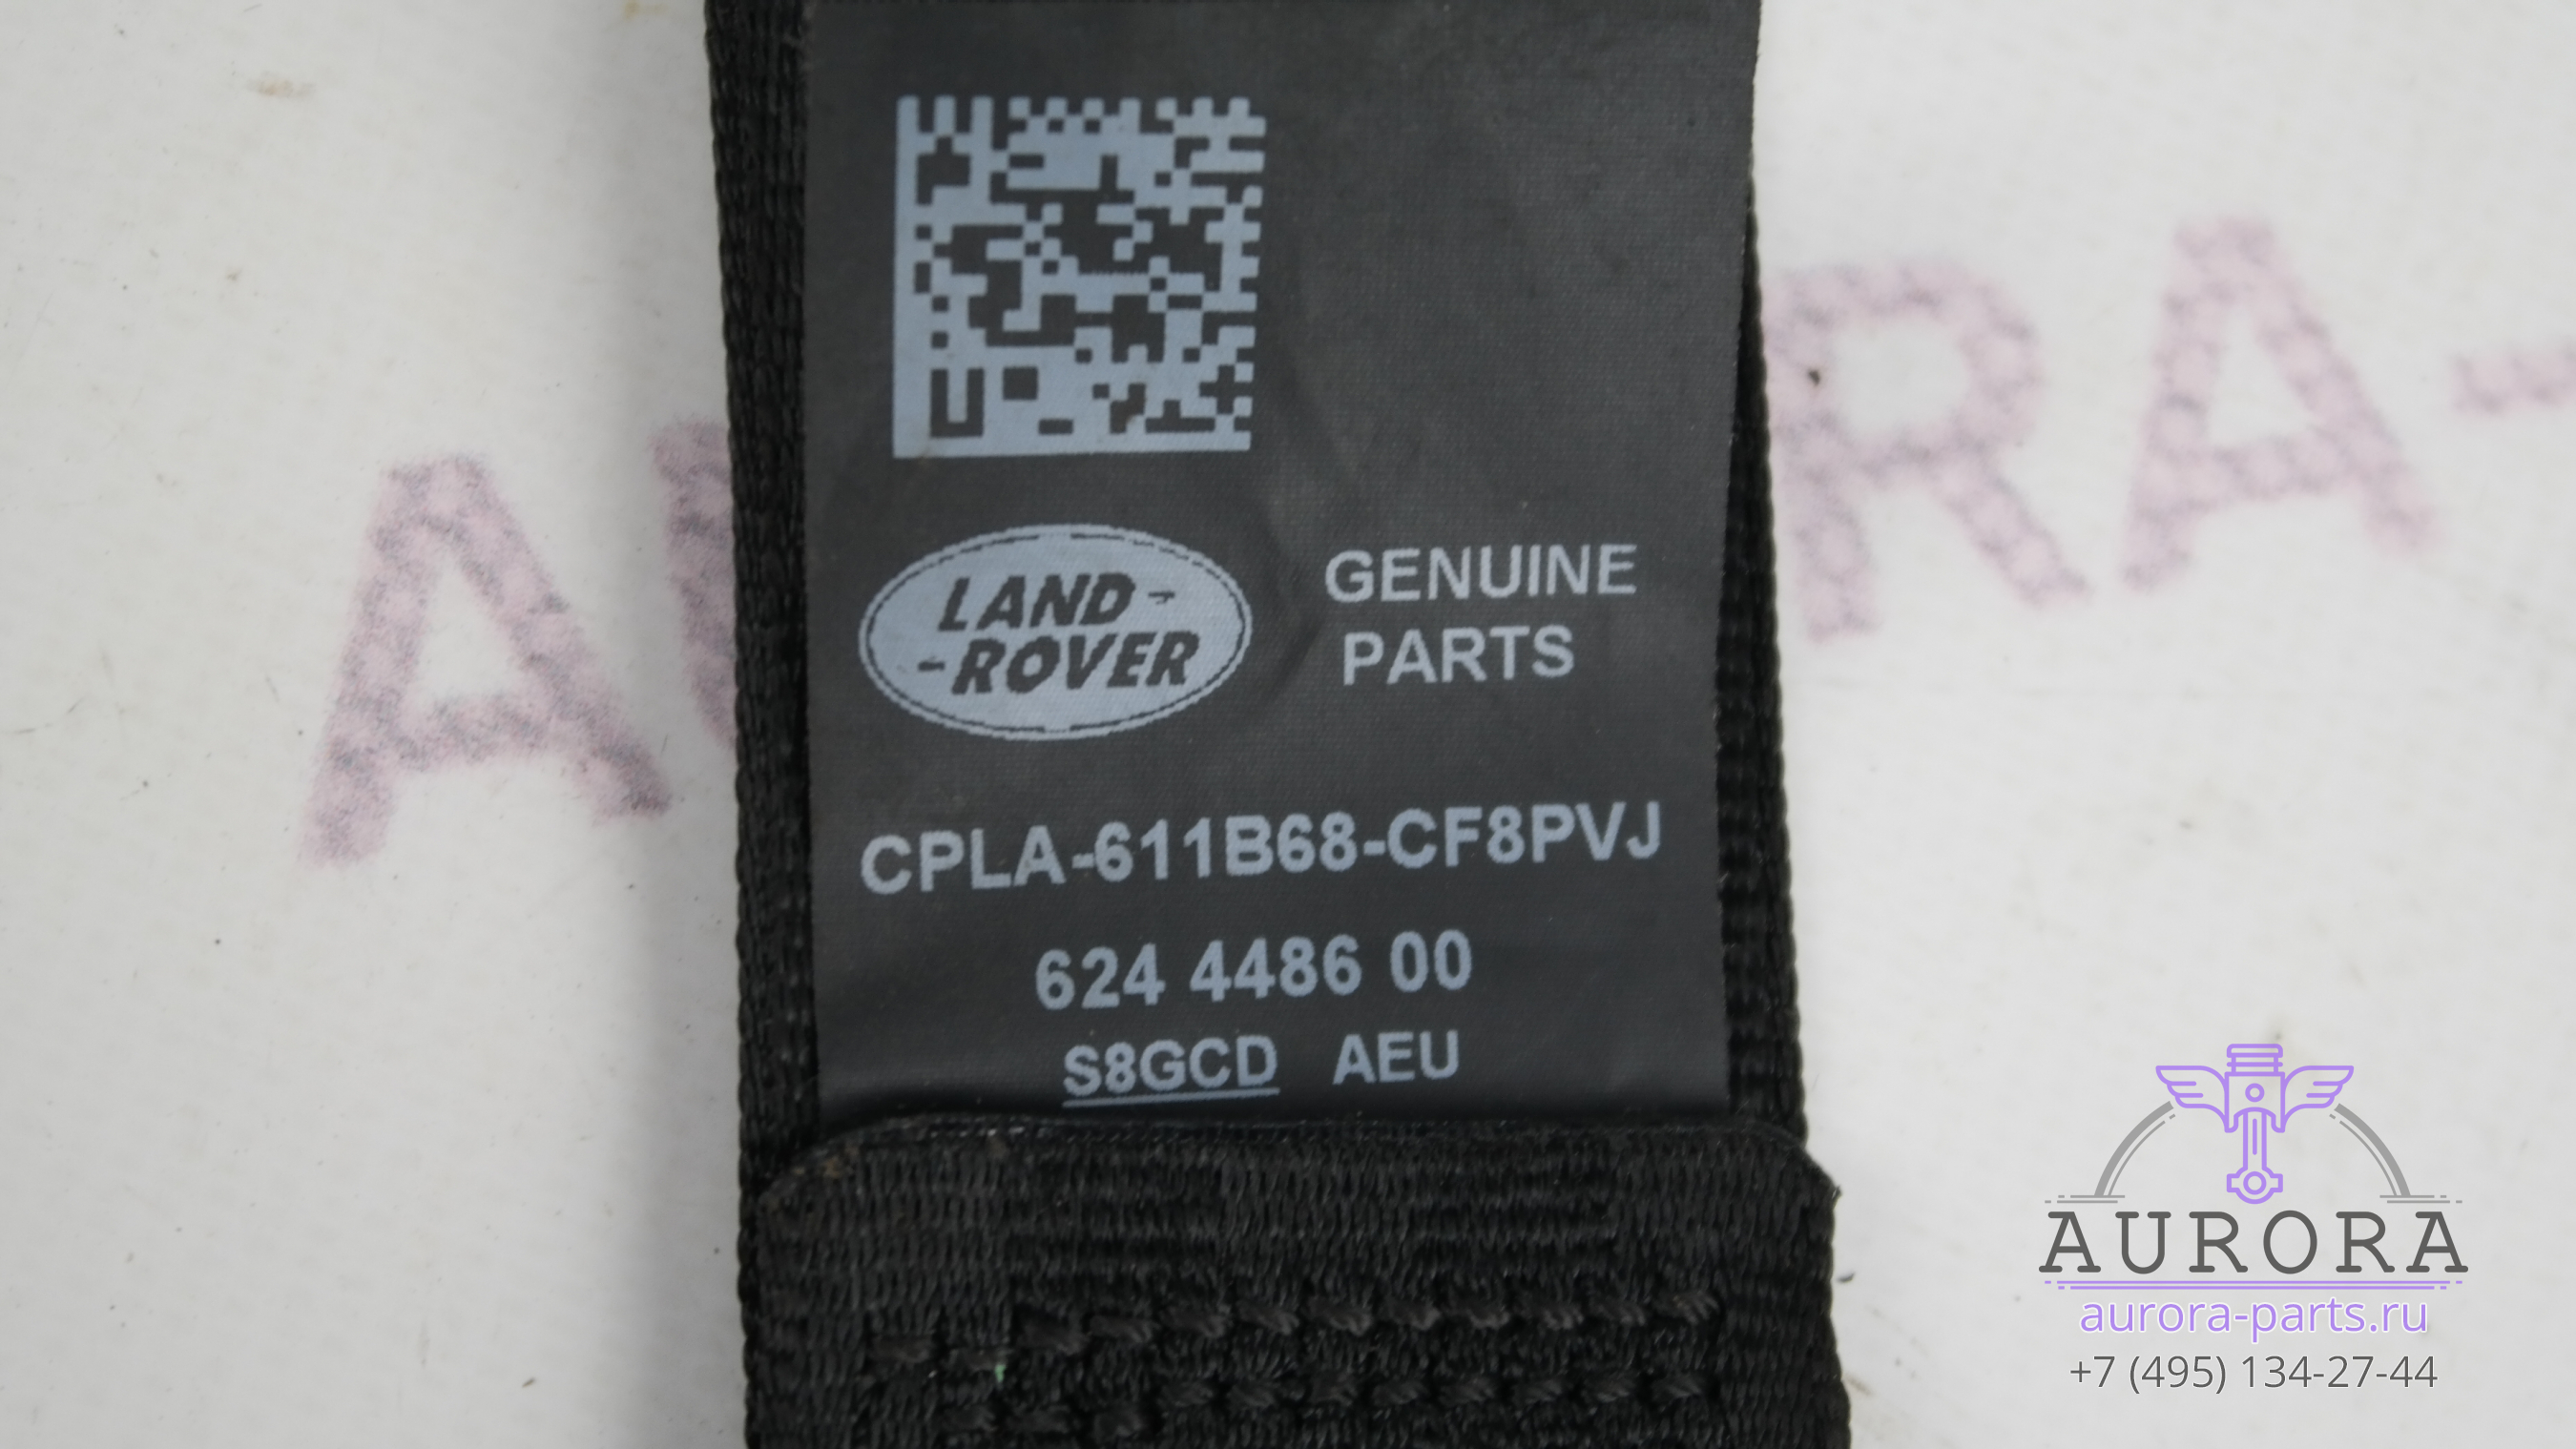 LAND-
-ROVER
GENUINE
PARTS
CPLA-611B68-CF8PVJ
624 4486 00
S8GCD AEU
AURORA
aurora-parts.ru
+7 (495) 134-27-44